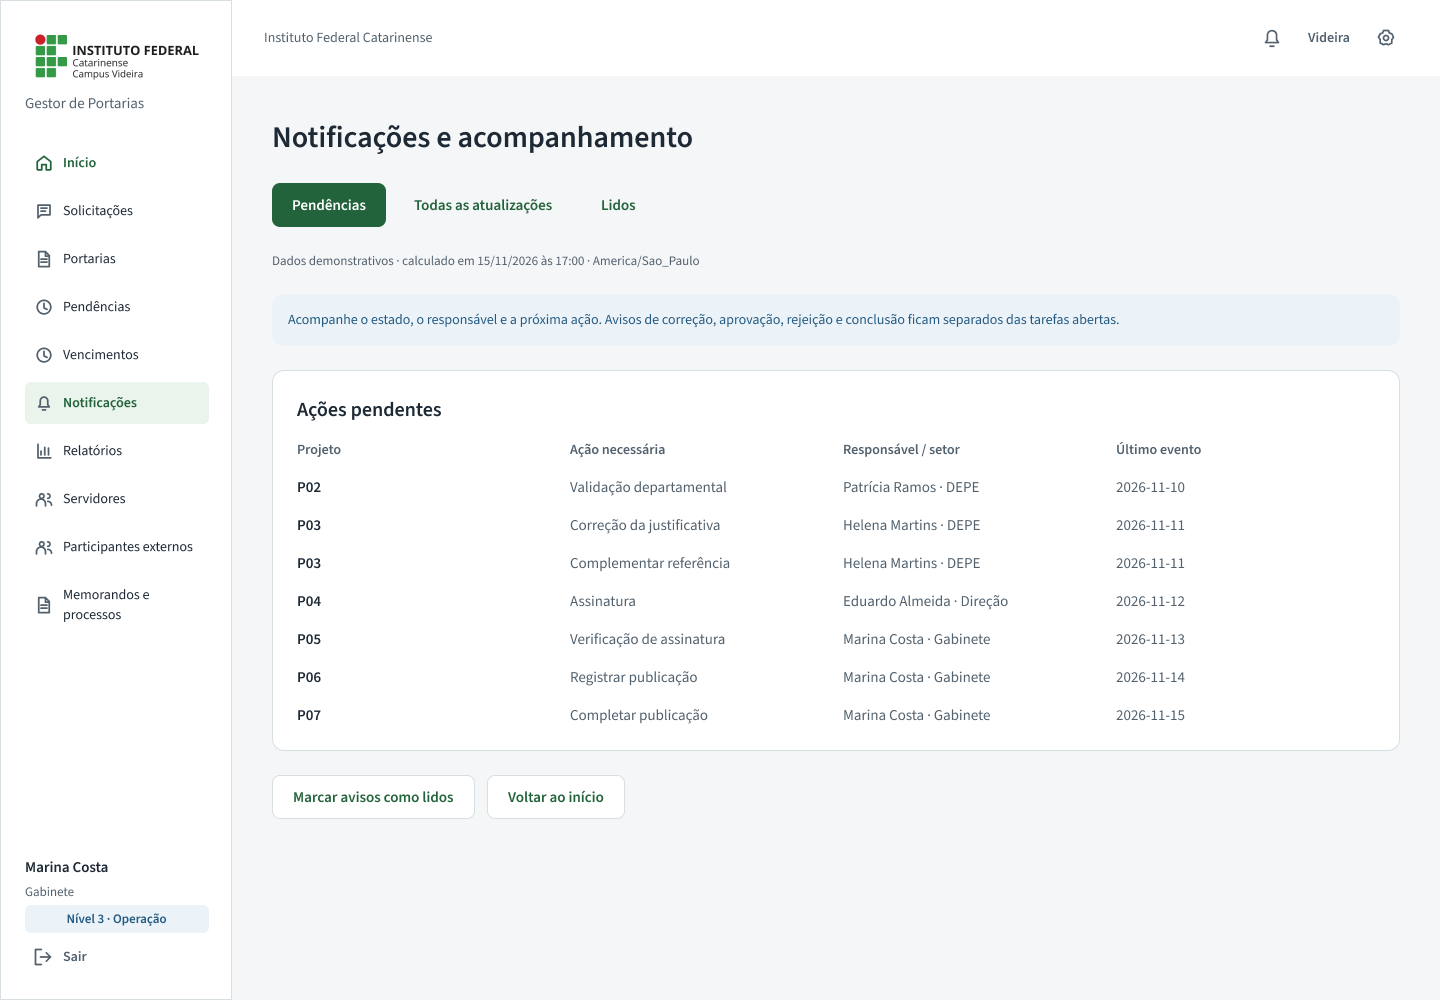 INSTITUTO FEDERAL
Catarinense
Campus Videira
Gestor de Portarias
Início
Solicitações
Portarias
Pendências
Vencimentos
Notificações
Relatórios
Servidores
Participantes externos
Memorandos e
processos
Marina Costa
Gabinete
Nível 3 · Operação
Sair
Instituto Federal Catarinense
Videira
Notificações e acompanhamento
Pendências
Todas as atualizações
Lidos
Dados demonstrativos · calculado em 15/11/2026 às 17:00 · America/Sao_Paulo
Acompanhe o estado, o responsável e a próxima ação. Avisos de correção, aprovação, rejeição e conclusão ficam separados das tarefas abertas.
Ações pendentes
Projeto Ação necessária Responsável / setor Último evento
P02 Validação departamental Patrícia Ramos · DEPE 2026-11-10
P03 Correção da justificativa Helena Martins · DEPE 2026-11-11
P03 Complementar referência Helena Martins · DEPE 2026-11-11
P04 Assinatura Eduardo Almeida · Direção 2026-11-12
P05 Verificação de assinatura Marina Costa · Gabinete 2026-11-13
P06 Registrar publicação Marina Costa · Gabinete 2026-11-14
P07 Completar publicação Marina Costa · Gabinete 2026-11-15
Marcar avisos como lidos
Voltar ao início